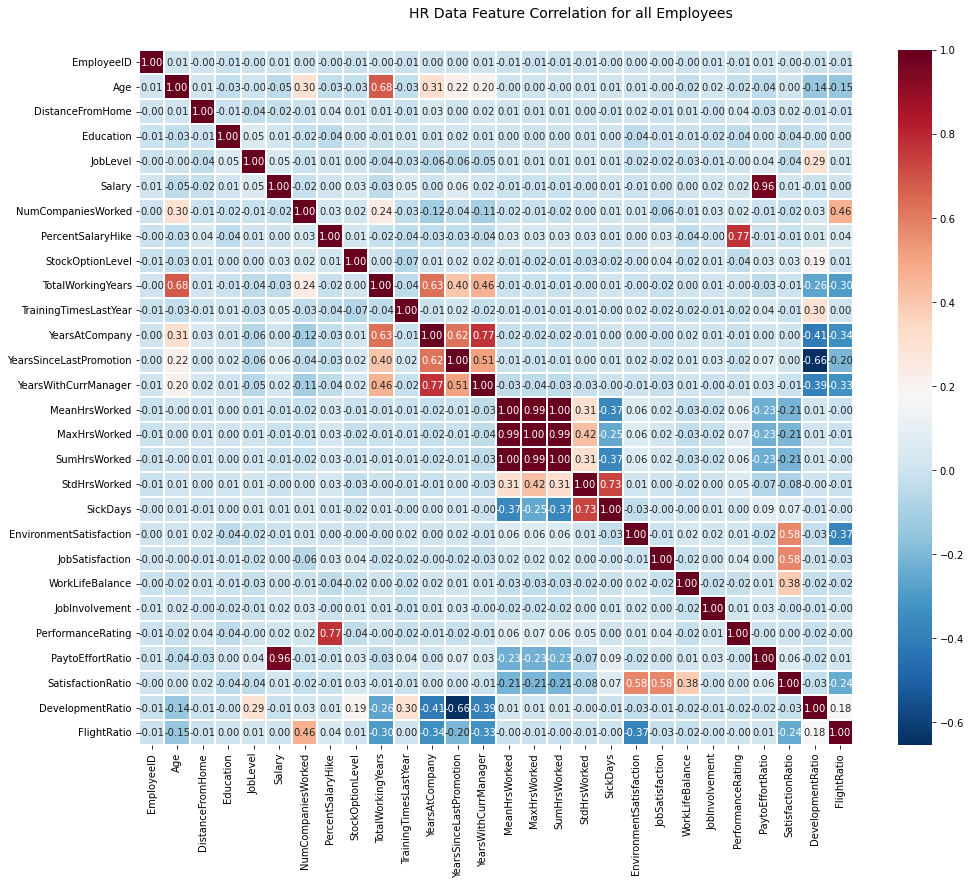 HR Data Feature Correlation for all Employees
EmployeeID 1.00 0.01 -0.00 -0.01 -0.00 0.01 0.00 -0.00 -0.01 -0.00 -0.01 0.00 0.00 0.01 -0.01 -0.01 -0.01 -0.01 -0.00 0.00 -0.00 -0.00 0.01 -0.01 0.01 -0.00 -0.01 -0.01
Age 0.01 1.00 0.01 -0.03 -0.00 -0.05 0.30 -0.03 -0.03 0.68 -0.03 0.31 0.22 0.20 -0.00 0.00 -0.00 0.01 0.01 0.01 -0.00 -0.02 0.02 -0.02 -0.04 0.00 -0.14 -0.15
DistanceFromHome -0.00 0.01 1.00 -0.01 -0.04 -0.02 -0.01 0.04 0.01 0.01 -0.01 0.03 0.00 0.02 0.01 0.01 0.01 0.00 -0.01 0.02 -0.01 0.01 -0.00 0.04 -0.03 0.02 -0.01 -0.01
Education -0.01 -0.03 -0.01 1.00 0.05 0.01 -0.02 -0.04 0.00 -0.01 0.01 0.01 0.02 0.01 0.00 0.00 0.00 0.00 0.01 -0.04 -0.01 -0.01 -0.02 -0.04 0.00 -0.04 -0.00 0.00
JobLevel -0.00 -0.00 -0.04 0.05 1.00 0.05 -0.01 0.01 0.00 -0.04 -0.03 -0.06 -0.06 -0.05 0.01 0.01 0.01 0.01 0.01 -0.02 -0.02 -0.03 -0.01 -0.00 0.04 -0.04 0.29 0.01
Salary 0.01 -0.05 -0.02 0.01 0.05 1.00 -0.02 0.00 0.03 -0.03 0.05 0.00 0.06 0.02 -0.01 -0.01 -0.01 0.00 0.01 -0.01 0.00 0.00 0.02 0.02 0.96 0.01 -0.01 0.00
NumCompaniesWorked 0.00 0.30 -0.01 -0.02 -0.01 -0.02 1.00 0.03 0.02 0.24 -0.03 -0.12 -0.04 -0.11 -0.02 -0.01 -0.02 0.00 0.01 0.01 -0.06 -0.01 0.03 0.02 -0.01 -0.02 0.03 0.46
PercentSalaryHike -0.00 -0.03 0.04 -0.04 0.01 0.00 0.03 1.00 0.01 -0.02 -0.04 -0.03 -0.03 -0.04 0.03 0.03 0.03 0.03 0.01 0.00 0.03 -0.04 -0.00 0.77 -0.01 -0.01 0.01 0.04
StockOptionLevel -0.01 -0.03 0.01 0.00 0.00 0.03 0.02 0.01 1.00 0.00 -0.07 0.01 0.02 0.02 -0.01 -0.02 -0.01 -0.03 -0.02 -0.00 0.04 -0.02 0.01 -0.04 0.03 0.03 0.19 0.01
TotalWorkingYears -0.00 0.68 0.01 -0.01 -0.04 -0.03 0.24 -0.02 0.00 1.00 -0.04 0.63 0.40 0.46 -0.01 -0.01 -0.01 -0.01 0.01 -0.00 -0.02 0.00 0.01 0.00 -0.03 -0.01 -0.26 -0.30
TrainingTimesLastYear -0.01 -0.03 -0.01 0.01 -0.03 0.05 -0.03 -0.04 -0.07 -0.04 1.00 -0.01 0.02 -0.02 -0.01 -0.01 -0.01 0.00 -0.00 0.00 -0.01 -0.02 -0.01 -0.02 0.04 -0.00 0.30 0.00
YearsAtCompany 0.00 0.31 0.03 0.01 -0.06 0.00 -0.12 -0.03 0.01 0.63 -0.01 1.00 0.62 0.77 -0.02 -0.02 -0.02 -0.01 0.00 0.00 -0.00 0.02 0.01 -0.01 0.00 0.00 -0.41 -0.34
YearsSinceLastPromotion 0.00 0.22 0.00 0.02 -0.06 0.06 -0.04 -0.03 0.02 0.40 0.02 0.62 1.00 0.51 -0.01 -0.01 -0.01 0.00 0.01 0.02 -0.02 0.01 0.03 -0.02 0.07 0.00 -0.66 -0.20
YearsWithCurrManager 0.01 0.20 0.02 0.01 -0.05 0.02 -0.11 -0.04 0.02 0.46 -0.02 0.77 0.51 1.00 -0.03 -0.04 -0.03 -0.03 -0.00 0.01 -0.03 0.01 -0.00 -0.01 0.03 -0.01 -0.39 -0.33
MeanHrsWorked -0.01 -0.00 0.01 0.00 0.01 -0.01 -0.02 0.03 -0.01 -0.01 -0.01 -0.02 -0.01 -0.03 1.00 0.99 1.00 0.31 -0.37 0.06 0.02 -0.03 -0.02 0.06 -0.23 -0.21 0.01 -0.00
MaxHrsWorked -0.01 0.00 0.01 0.00 0.01 -0.01 -0.01 0.03 -0.02 -0.01 -0.01 -0.02 -0.01 -0.04 0.99 1.00 0.99 0.42 -0.25 0.06 0.02 -0.03 -0.02 0.07 -0.23 -0.21 0.01 -0.01
SumHrsWorked -0.01 -0.00 0.01 0.00 0.01 -0.01 -0.02 0.03 -0.01 -0.01 -0.01 -0.02 -0.01 -0.03 1.00 0.99 1.00 0.31 -0.37 0.06 0.02 -0.03 -0.02 0.06 -0.23 -0.21 0.01 -0.00
StdHrsWorked -0.01 0.01 0.00 0.00 0.01 0.00 0.00 0.03 -0.03 -0.01 0.00 -0.01 0.00 -0.03 0.31 0.42 0.31 1.00 0.73 0.01 0.00 -0.02 0.00 0.05 -0.07 -0.08 -0.00 0.01
SickDays -0.00 0.01 -0.01 0.01 0.01 0.01 0.01 0.01 -0.02 0.01 -0.00 0.00 0.01 -0.00 -0.37 -0.25 -0.37 0.73 1.00 -0.03 -0.00 -0.00 0.01 0.00 0.09 0.07 -0.01 0.00
EnvironmentSatisfaction 0.00 0.01 0.02 -0.04 -0.02 -0.01 0.01 0.00 -0.00 -0.00 0.00 0.00 0.02 0.01 0.06 0.06 0.06 0.01 -0.03 1.00 -0.01 0.02 0.02 0.01 -0.02 0.58 -0.03 -0.37
JobSatisfaction -0.00 -0.00 -0.01 -0.01 -0.02 0.00 -0.06 0.03 0.04 -0.02 -0.01 -0.00 -0.02 -0.03 0.02 0.02 0.02 0.00 -0.00 -0.01 1.00 -0.02 -0.00 0.04 0.00 0.58 -0.01 -0.03
WorkLifeBalance -0.00 -0.02 0.01 -0.01 -0.03 0.00 -0.01 -0.04 -0.02 0.00 -0.02 0.02 0.01 0.01 -0.03 -0.03 -0.03 -0.02 -0.00 0.02 -0.02 1.00 -0.02 -0.02 0.01 0.38 -0.02 -0.02
JobInvolvement 0.01 0.02 -0.00 -0.02 -0.01 0.02 0.03 -0.00 0.01 0.01 -0.01 0.01 0.03 -0.00 -0.02 -0.02 -0.02 0.00 0.01 0.02 -0.00 -0.02 1.00 0.01 0.03 -0.00 -0.01 -0.00
PerformanceRating -0.01 -0.02 0.04 -0.04 -0.00 0.02 0.02 0.77 -0.04 0.00 -0.02 -0.01 -0.02 -0.01 0.06 0.07 0.06 0.05 0.00 0.01 0.04 -0.02 0.01 1.00 -0.00 0.00 -0.02 -0.00
PaytoEffortRatio 0.01 -0.04 -0.03 0.00 0.04 0.96 -0.01 -0.01 0.03 -0.03 0.04 0.00 0.07 0.03 -0.23 -0.23 -0.23 -0.07 0.09 -0.02 0.00 0.01 0.03 -0.00 1.00 0.06 -0.02 0.01
SatisfactionRatio -0.00 0.00 0.02 -0.04 -0.04 0.01 -0.02 -0.01 0.03 -0.01 -0.00 0.00 0.00 -0.01 -0.21 -0.21 -0.21 -0.08 0.07 0.58 0.58 0.38 -0.00 0.00 0.06 1.00 -0.03 -0.24
DevelopmentRatio -0.01 -0.14 -0.01 -0.00 0.29 -0.01 0.03 0.01 0.19 -0.26 0.30 -0.41 -0.66 -0.39 0.01 0.01 0.01 -0.00 -0.01 -0.03 -0.01 -0.02 -0.01 -0.02 -0.02 -0.03 1.00 0.18
FlightRatio -0.01 -0.15 -0.01 0.00 0.01 0.00 0.46 0.04 0.01 -0.30 0.00 -0.34 -0.20 -0.33 -0.00 -0.01 -0.00 0.01 0.00 -0.37 -0.03 -0.02 -0.00 -0.00 0.01 -0.24 0.18 1.00
EmployeeID
Age
DistanceFromHome
Education
JobLevel
Salary
NumCompaniesWorked
PercentSalaryHike
StockOptionLevel
TotalWorkingYears
TrainingTimesLastYear
YearsAtCompany
YearsSinceLastPromotion
YearsWithCurrManager
MeanHrsWorked
MaxHrsWorked
SumHrsWorked
StdHrsWorked
SickDays
EnvironmentSatisfaction
JobSatisfaction
WorkLifeBalance
JobInvolvement
PerformanceRating
PaytoEffortRatio
SatisfactionRatio
DevelopmentRatio
FlightRatio
1.0
0.8
0.6
0.4
0.2
0.0
−0.2
−0.4
−0.6